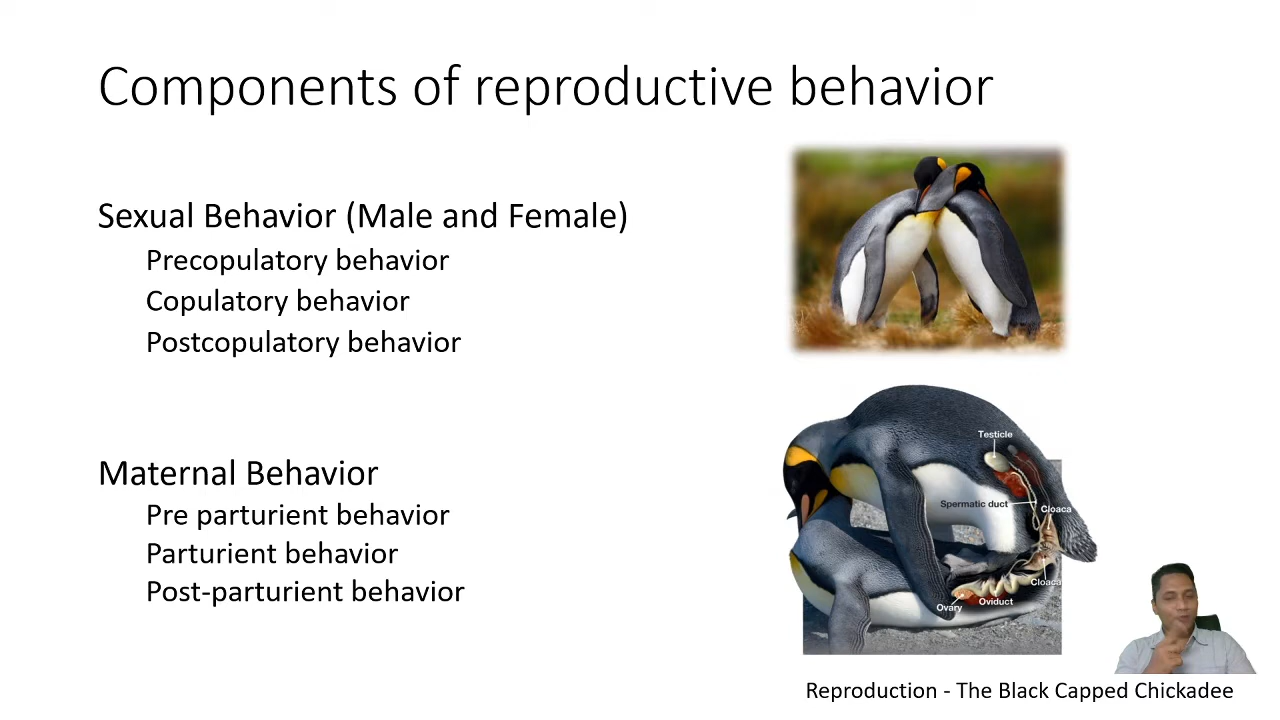 Components of reproductive behavior
Sexual Behavior (Male and Female)
Precopulatory behavior
Copulatory behavior
Postcopulatory behavior
Maternal Behavior
Pre parturient behavior
Parturient behavior
Post-parturient behavior
Testicle
Spermatic duct
Cloaca
Cloaca
Ovary
Oviduct
Reproduction - The Black Capped Chickadee